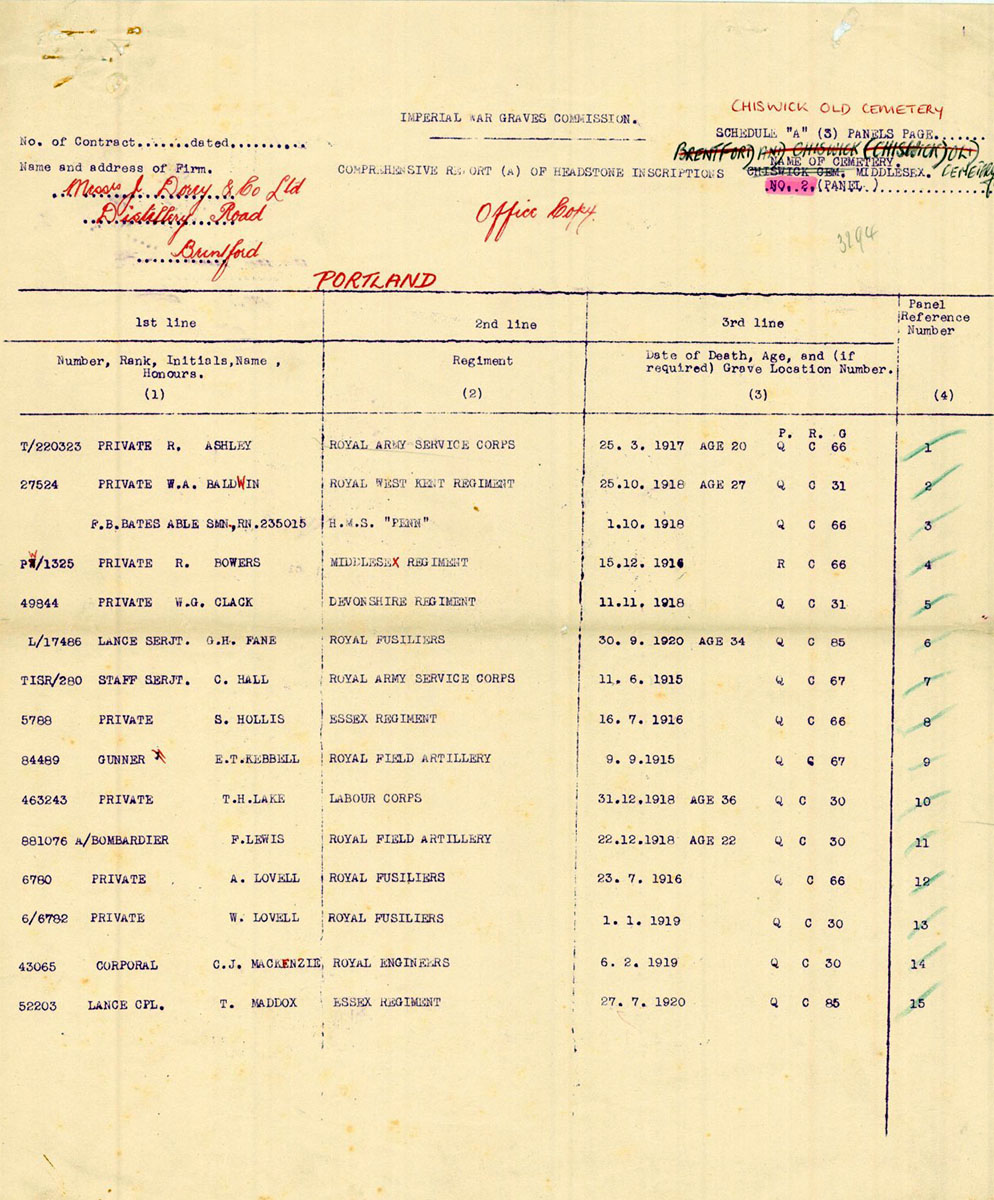 CHISWICK OLD CEMETERY
IMPERIAL WAR GRAVES COMMISSION.
SCHEDULE "A" (3) PANELS PAGE.......
No. of Contract.......dated...........
BRENTFORD AND CHISWICK (CHISWICK) OLD CEMETERY
NAME OF CEMETERY.
Name and address of Firm.
COMPREHENSIVE REPORT (A) OF HEADSTONE INSCRIPTIONS
CHISWICK CEM. MIDDLESEX.
NO. 2. (PANEL.)
Messrs J. Dorry & Co Ltd
Distillery Road
Brentford
Office Copy.
3294
PORTLAND
1st line 2nd line 3rd line Panel Reference Number
Number, Rank, Initials, Name, Honours. Regiment Date of Death, Age, and (if required) Grave Location Number.
(1) (2) (3) (4)
P. R. G
T/220323 PRIVATE R. ASHLEY ROYAL ARMY SERVICE CORPS 25. 3. 1917 AGE 20 Q C 66 1
27524 PRIVATE W.A. BALDWIN ROYAL WEST KENT REGIMENT 25.10. 1918 AGE 27 Q C 31 2
F.B.BATES ABLE SMN.,RN.235015 H.M.S. "PENN" 1.10. 1918 Q C 66 3
PW/1325 PRIVATE R. BOWERS MIDDLESEX REGIMENT 15.12. 1916 R C 66 4
49844 PRIVATE W.G. CLACK DEVONSHIRE REGIMENT 11.11. 1918 Q C 31 5
L/17486 LANCE SERJT. G.H. FANE ROYAL FUSILIERS 30. 9. 1920 AGE 34 Q C 85 6
TISR/280 STAFF SERJT. C. HALL ROYAL ARMY SERVICE CORPS 11. 6. 1915 Q C 67 7
5788 PRIVATE S. HOLLIS ESSEX REGIMENT 16. 7. 1916 Q C 66 8
84489 GUNNER E.T.KEBBELL ROYAL FIELD ARTILLERY 9. 9.1915 Q C 67 9
463243 PRIVATE T.H.LAKE LABOUR CORPS 31.12.1918 AGE 36 Q C 30 10
881076 A/BOMBARDIER F.LEWIS ROYAL FIELD ARTILLERY 22.12.1918 AGE 22 Q C 30 11
6780 PRIVATE A. LOVELL ROYAL FUSILIERS 23. 7. 1916 Q C 66 12
6/6782 PRIVATE W. LOVELL ROYAL FUSILIERS 1. 1. 1919 Q C 30 13
43065 CORPORAL C.J. MACKENZIE ROYAL ENGINEERS 6. 2. 1919 Q C 30 14
52203 LANCE CPL. T. MADDOX ESSEX REGIMENT 27. 7. 1920 Q C 85 15